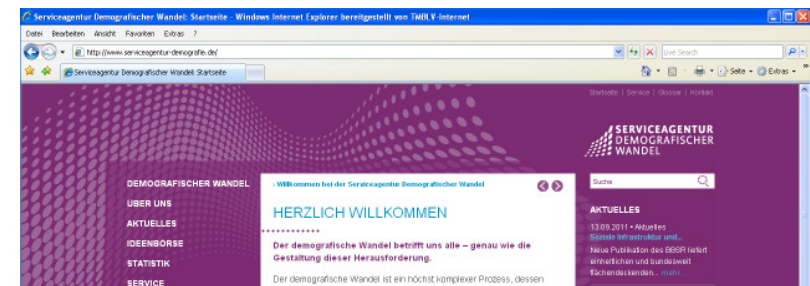 Serviceagentur Demografischer Wandel: Startseite - Windows Internet Explorer bereitgestellt von TMBLV-Internet
Datei Bearbeiten Ansicht Favoriten Extras ?
http://www.serviceagentur-demografie.de/
Live Search
Serviceagentur Demografischer Wandel: Startseite
Seite Extras
Startseite | Service | Glossar | Kontakt
SERVICEAGENTUR
DEMOGRAFISCHER
WANDEL
DEMOGRAFISCHER WANDEL
ÜBER UNS
AKTUELLES
IDEENBÖRSE
STATISTIK
SERVICE
› Willkommen bei der Serviceagentur Demografischer Wandel
HERZLICH WILLKOMMEN
Der demografische Wandel betrifft uns alle – genau wie die
Gestaltung dieser Herausforderung.
Der demografische Wandel ist ein höchst komplexer Prozess, dessen
Suche
AKTUELLES
13.09.2011 • Aktuelles
Soziale Infrastruktur und...
Neue Publikation des BBSR liefert
einheitlichen und bundesweit
flächendeckenden... mehr...